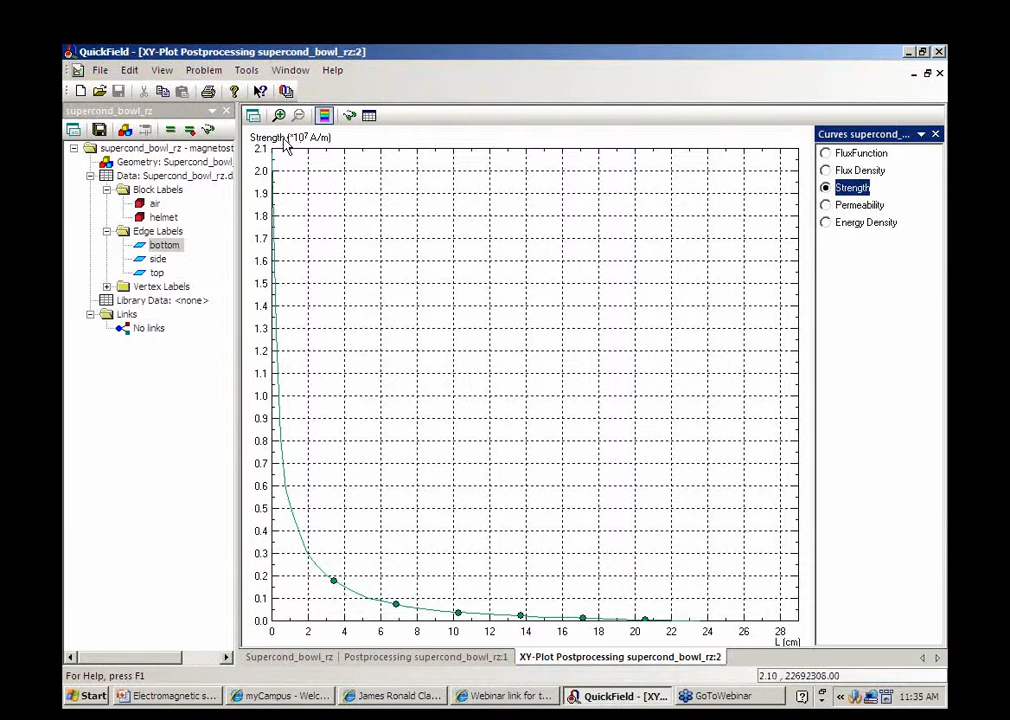 QuickField - [XY-Plot Postprocessing supercond_bowl_rz:2]
File Edit View Problem Tools Window Help
supercond_bowl_rz
supercond_bowl_rz - magnetost
Geometry: Supercond_bowl_
Data: Supercond_bowl_rz.d
Block Labels
air
helmet
Edge Labels
bottom
side
top
Vertex Labels
Library Data: <none>
Links
No links
Strength (*10⁷ A/m)
2.1
2.0
1.9
1.8
1.7
1.6
1.5
1.4
1.3
1.2
1.1
1.0
0.9
0.8
0.7
0.6
0.5
0.4
0.3
0.2
0.1
0.0
0 2 4 6 8 10 12 14 16 18 20 22 24 26 28
L (cm)
Curves supercond_...
FluxFunction
Flux Density
Strength
Permeability
Energy Density
Supercond_bowl_rz Postprocessing supercond_bowl_rz:1 XY-Plot Postprocessing supercond_bowl_rz:2
For Help, press F1
2.10 , 22692308.00
Start Electromagnetic s... myCampus - Welc... James Ronald Cla... Webinar link for t... QuickField - [XY... GoToWebinar 11:35 AM